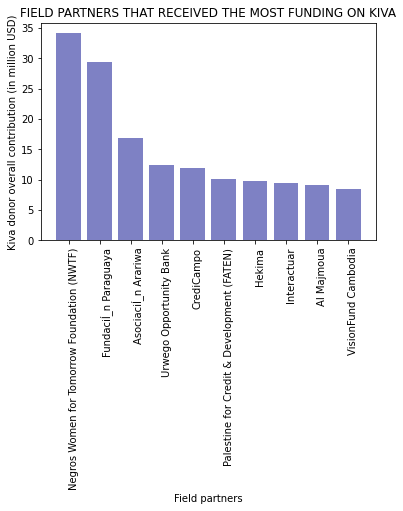 FIELD PARTNERS THAT RECEIVED THE MOST FUNDING ON KIVA
Kiva donor overall contribution (in million USD)
35
30
25
20
15
10
5
0
Negros Women for Tomorrow Foundation (NWTF)
FundaciÌ_n Paraguaya
AsociaciÌ_n Arariwa
Urwego Opportunity Bank
CrediCampo
Palestine for Credit & Development (FATEN)
Hekima
Interactuar
Al Majmoua
VisionFund Cambodia
Field partners